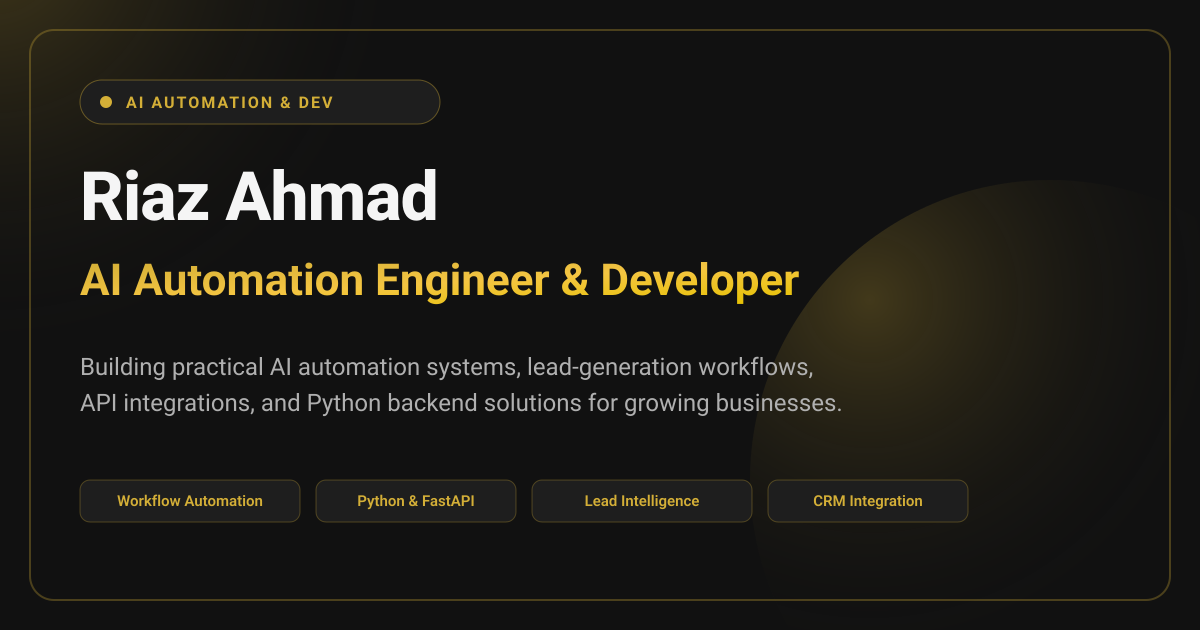 AI AUTOMATION & DEV
Riaz Ahmad
AI Automation Engineer & Developer
Building practical AI automation systems, lead-generation workflows,
API integrations, and Python backend solutions for growing businesses.
Workflow Automation
Python & FastAPI
Lead Intelligence
CRM Integration